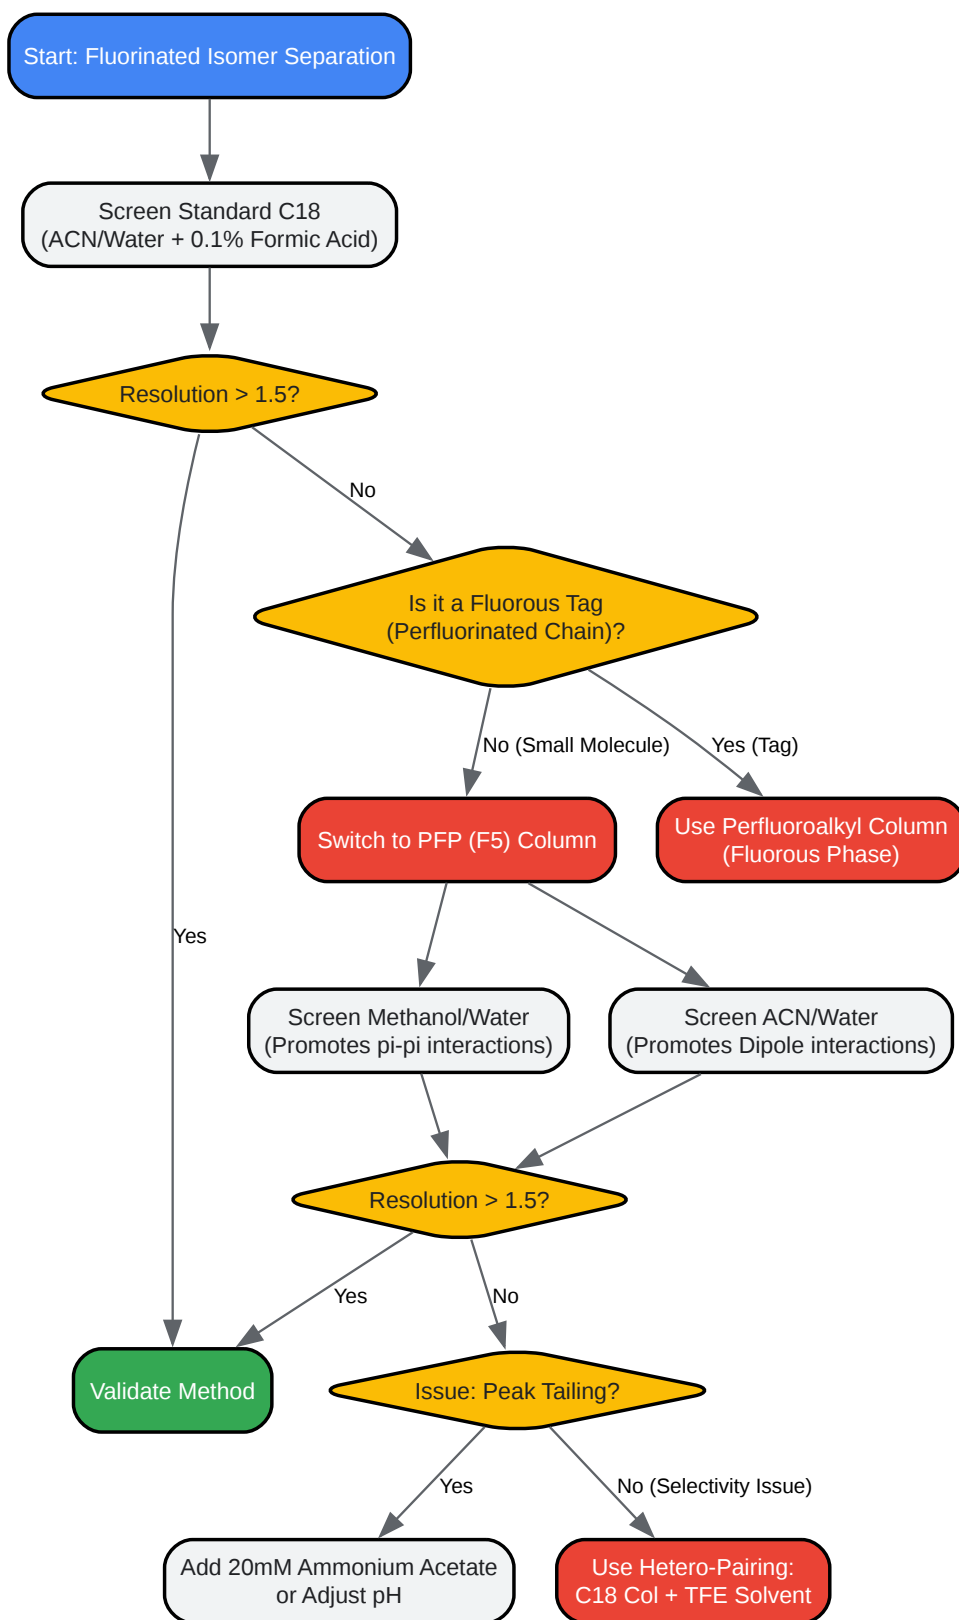 Start: Fluorinated Isomer Separation
Screen Standard C18
(ACN/Water + 0.1% Formic Acid)
Resolution > 1.5?
No
Is it a Fluorous Tag
(Perfluorinated Chain)?
No (Small Molecule)
Yes (Tag)
Switch to PFP (F5) Column
Use Perfluoroalkyl Column
(Fluorous Phase)
Yes
Screen Methanol/Water
(Promotes pi-pi interactions)
Screen ACN/Water
(Promotes Dipole interactions)
Resolution > 1.5?
Yes
No
Validate Method
Issue: Peak Tailing?
Yes
No (Selectivity Issue)
Add 20mM Ammonium Acetate
or Adjust pH
Use Hetero-Pairing:
C18 Col + TFE Solvent